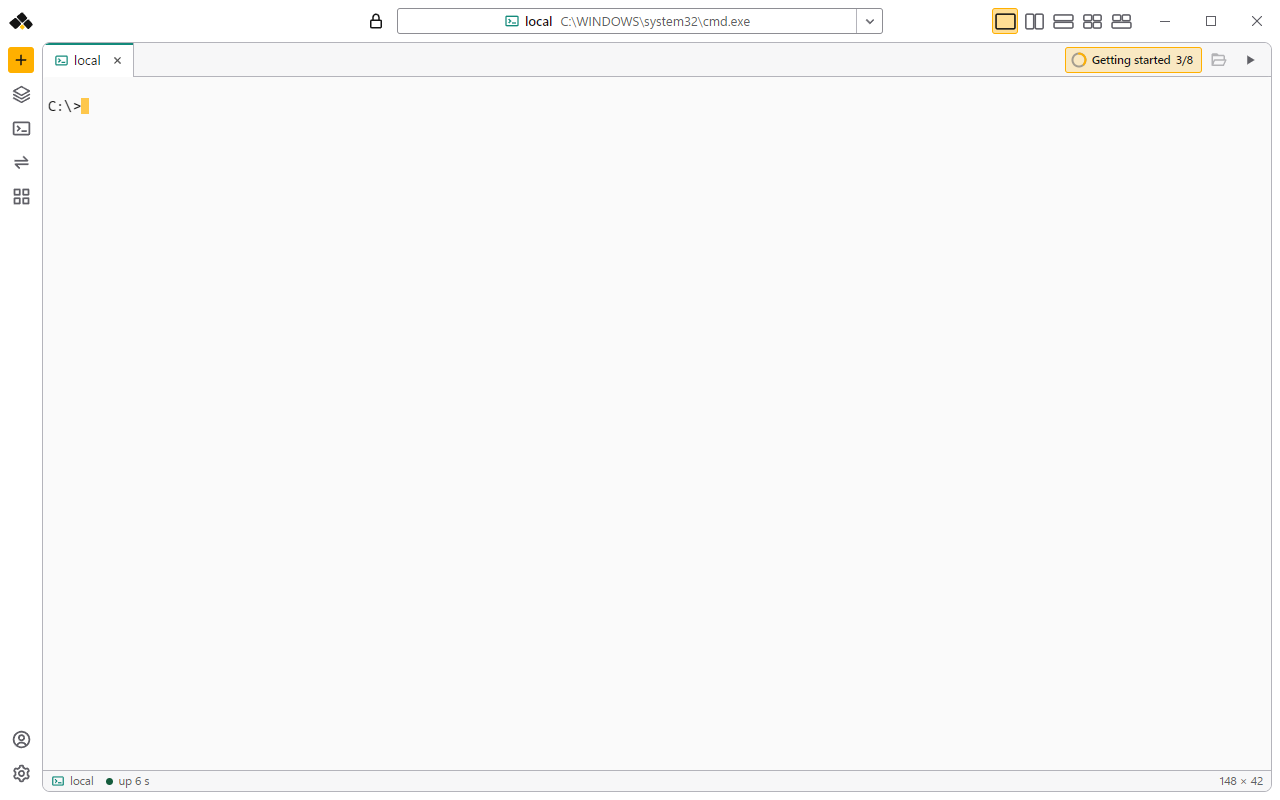 local C:\WINDOWS\system32\cmd.exe
local
Getting started 3/8
C:\>
local
up 6 s
148 × 42